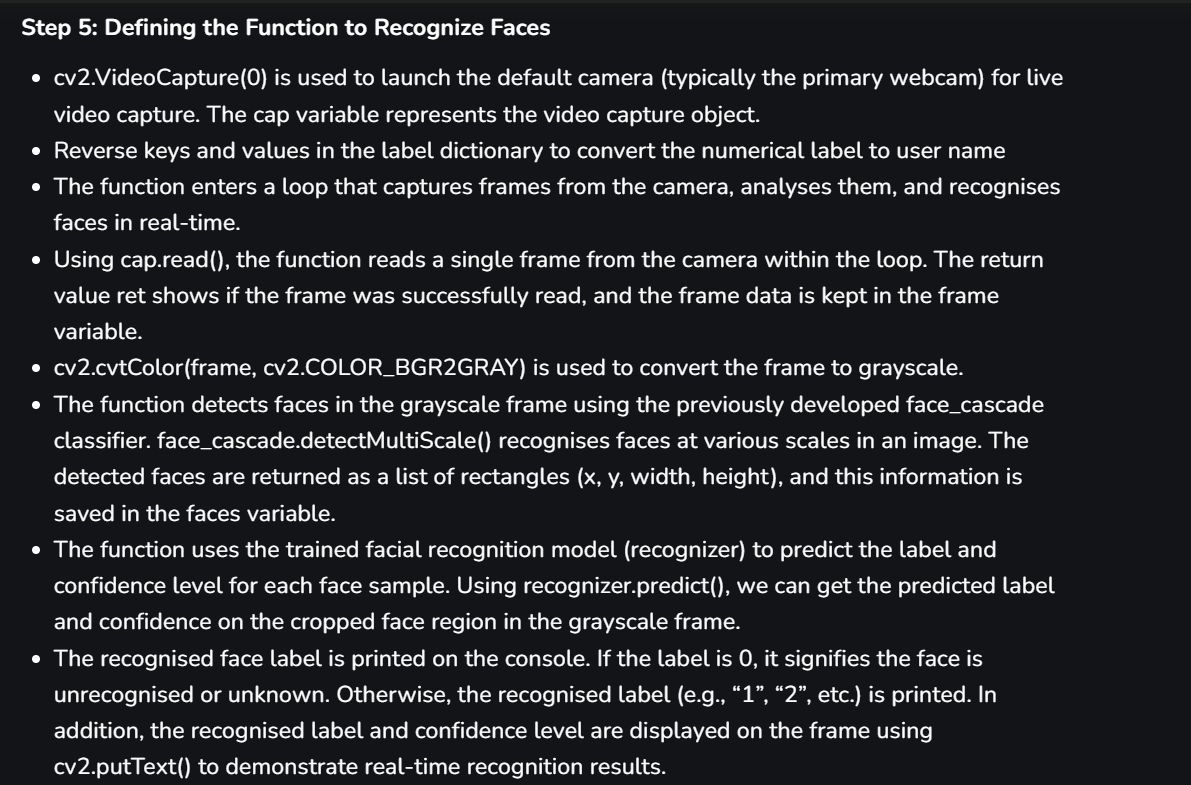 Step 5: Defining the Function to Recognize Faces
• cv2.VideoCapture(0) is used to launch the default camera (typically the primary webcam) for live
video capture. The cap variable represents the video capture object.
• Reverse keys and values in the label dictionary to convert the numerical label to user name
• The function enters a loop that captures frames from the camera, analyses them, and recognises
faces in real-time.
• Using cap.read(), the function reads a single frame from the camera within the loop. The return
value ret shows if the frame was successfully read, and the frame data is kept in the frame
variable.
• cv2.cvtColor(frame, cv2.COLOR_BGR2GRAY) is used to convert the frame to grayscale.
• The function detects faces in the grayscale frame using the previously developed face_cascade
classifier. face_cascade.detectMultiScale() recognises faces at various scales in an image. The
detected faces are returned as a list of rectangles (x, y, width, height), and this information is
saved in the faces variable.
• The function uses the trained facial recognition model (recognizer) to predict the label and
confidence level for each face sample. Using recognizer.predict(), we can get the predicted label
and confidence on the cropped face region in the grayscale frame.
• The recognised face label is printed on the console. If the label is 0, it signifies the face is
unrecognised or unknown. Otherwise, the recognised label (e.g., “1”, “2”, etc.) is printed. In
addition, the recognised label and confidence level are displayed on the frame using
cv2.putText() to demonstrate real-time recognition results.